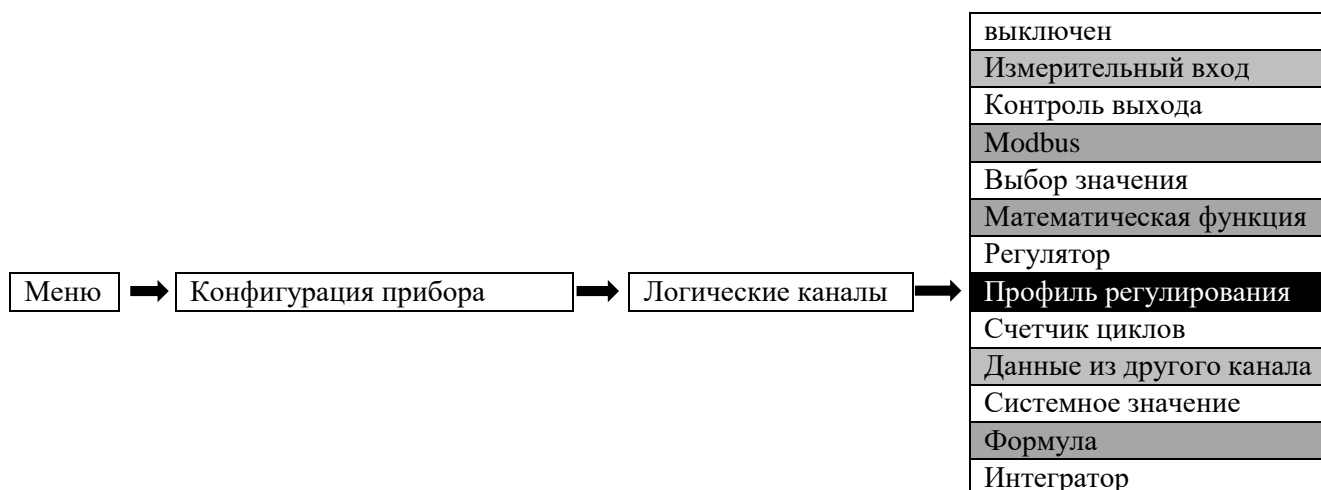 выключен
Измерительный вход
Контроль выхода
Modbus
Выбор значения
Математическая функция
Регулятор
Меню
Конфигурация прибора
Логические каналы
Профиль регулирования
Счетчик циклов
Данные из другого канала
Системное значение
Формула
Интегратор